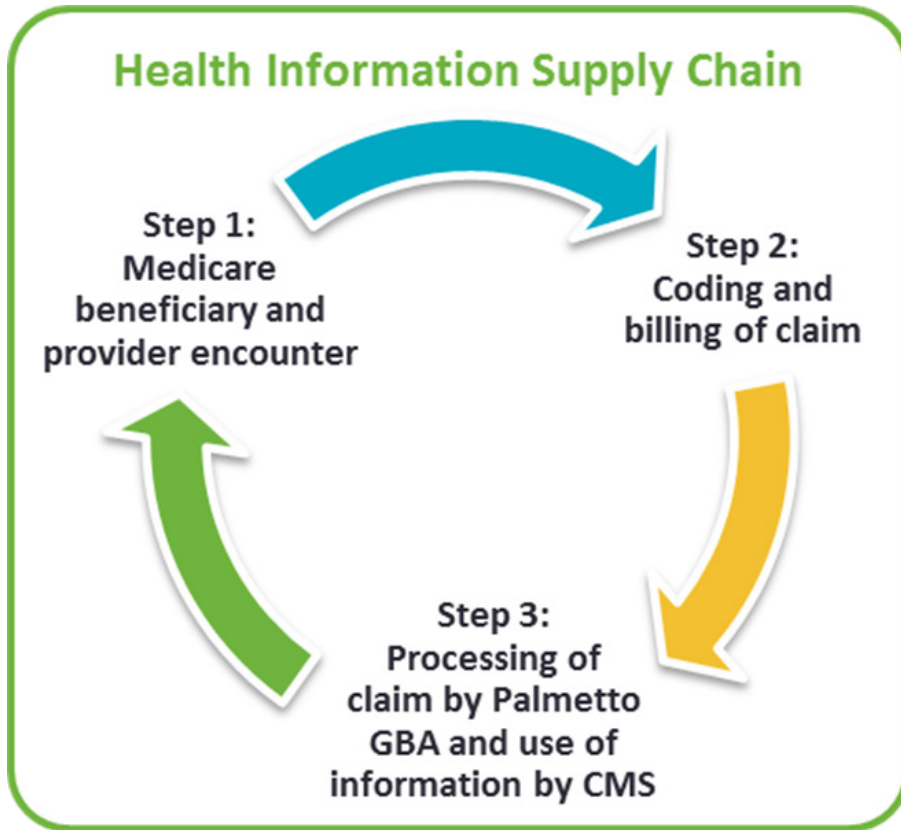 Health Information Supply Chain
Step 1:
Medicare
beneficiary and
provider encounter
Step 2:
Coding and
billing of claim
Step 3:
Processing of
claim by Palmetto
GBA and use of
information by CMS